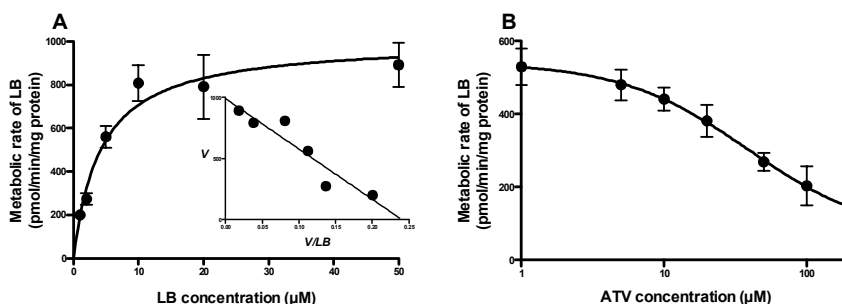 A
Metabolic rate of LB
(pmol/min/mg protein)
1000
800
600
400
200
0
0
10
20
30
40
50
LB concentration (µM)
V
1000
500
0
0.00
0.05
0.10
0.15
0.20
0.25
V/LB
B
Metabolic rate of LB
(pmol/min/mg protein)
600
400
200
0
1
10
100
ATV concentration (µM)